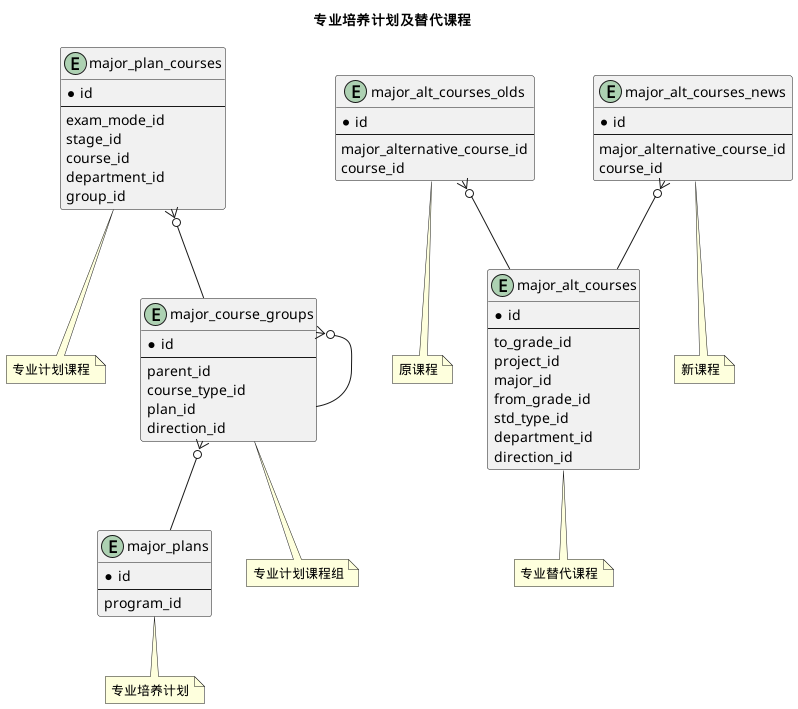 专业培养计划及替代课程
E major_plan_courses
* id
exam_mode_id
stage_id
course_id
department_id
group_id
E major_alt_courses_olds
* id
major_alternative_course_id
course_id
E major_alt_courses_news
* id
major_alternative_course_id
course_id
专业计划课程
E major_course_groups
* id
parent_id
course_type_id
plan_id
direction_id
原课程
E major_alt_courses
* id
to_grade_id
project_id
major_id
from_grade_id
std_type_id
department_id
direction_id
新课程
E major_plans
* id
program_id
专业计划课程组
专业替代课程
专业培养计划